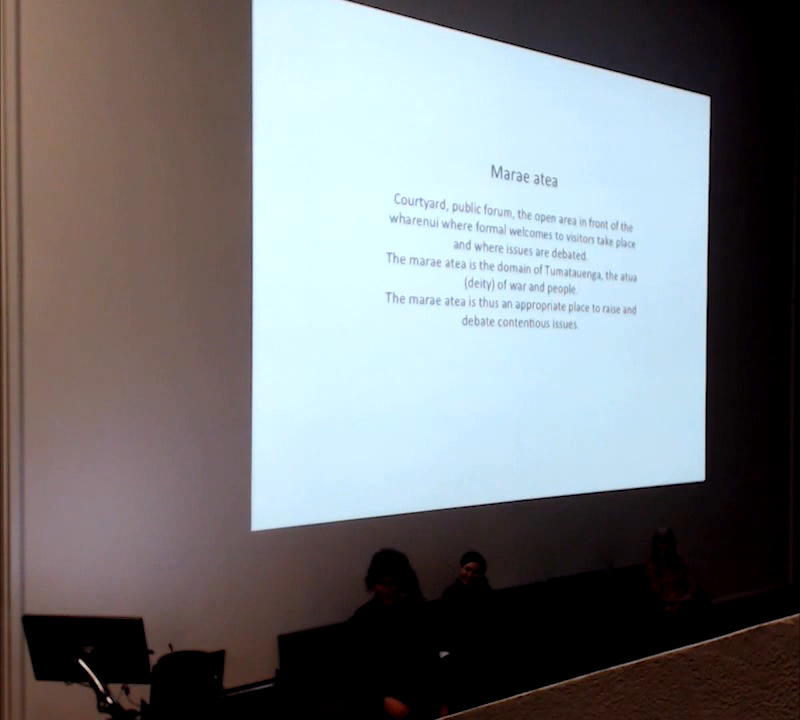 Marae atea
Courtyard, public forum, the open area in front of the
wharenui where formal welcomes to visitors take place
and where issues are debated.
The marae atea is the domain of Tumatauenga, the atua
(deity) of war and people.
The marae atea is thus an appropriate place to raise and
debate contentious issues.